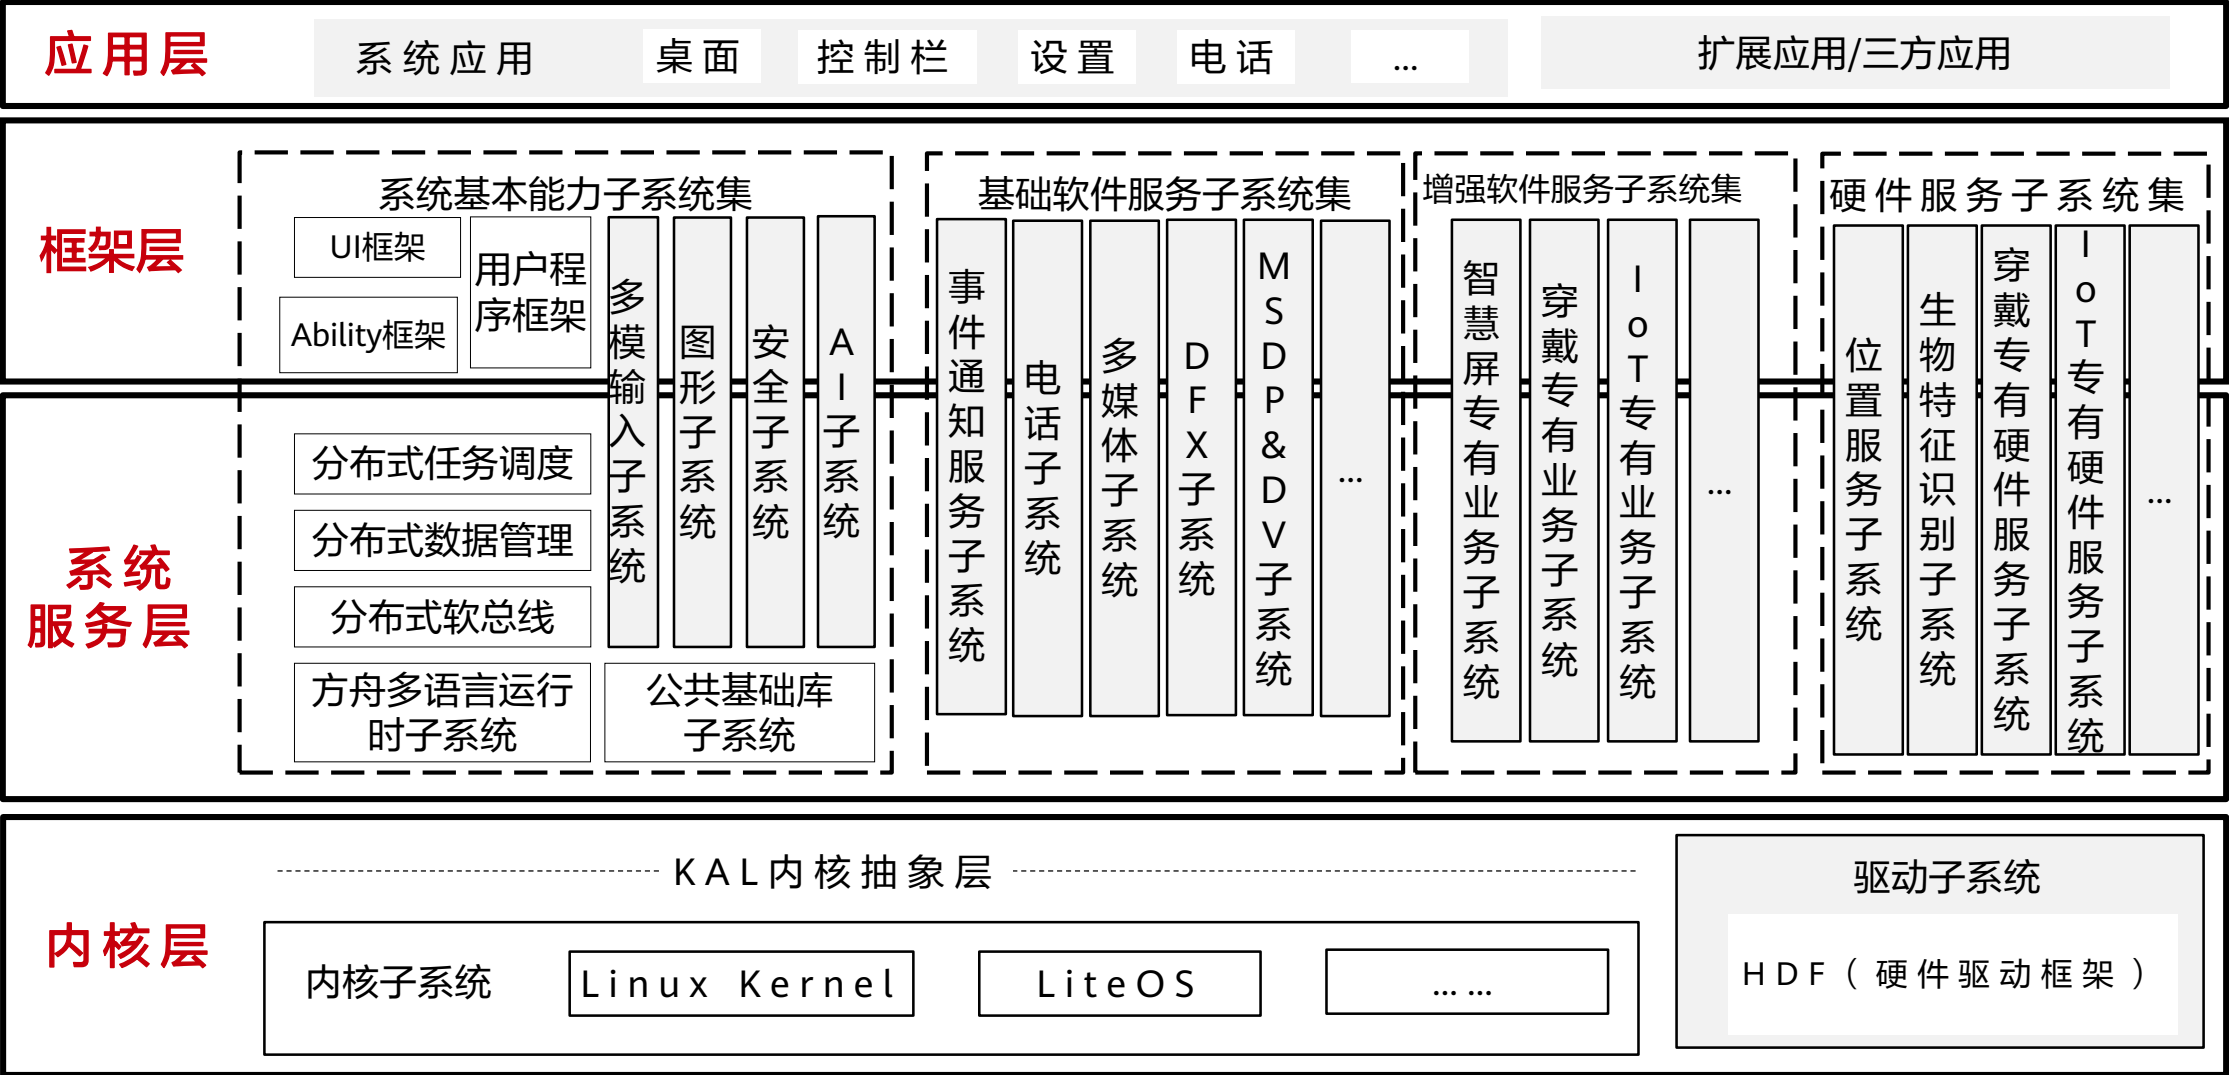 应用层
系统应用
桌面
控制栏
设置
电话
...
扩展应用/三方应用
框架层
系统基本能力子系统集
UI框架
Ability框架
用户程
序框架
多模输入子系统
图形子系统
安全子系统
AI子系统
基础软件服务子系统集
事件通知服务子系统
电话子系统
多媒体子系统
DFX子系统
MSDP&DV子系统
...
增强软件服务子系统集
智慧屏专有业务子系统
穿戴专有业务子系统
IoT专有业务子系统
...
硬件服务子系统集
位置服务子系统
生物特征识别子系统
穿戴专有硬件服务子系统
IoT专有硬件服务子系统
...
系统
服务层
分布式任务调度
分布式数据管理
分布式软总线
方舟多语言运行
时子系统
公共基础库
子系统
内核层
KAL内核抽象层
内核子系统
Linux Kernel
LiteOS
... ...
驱动子系统
HDF（硬件驱动框架）